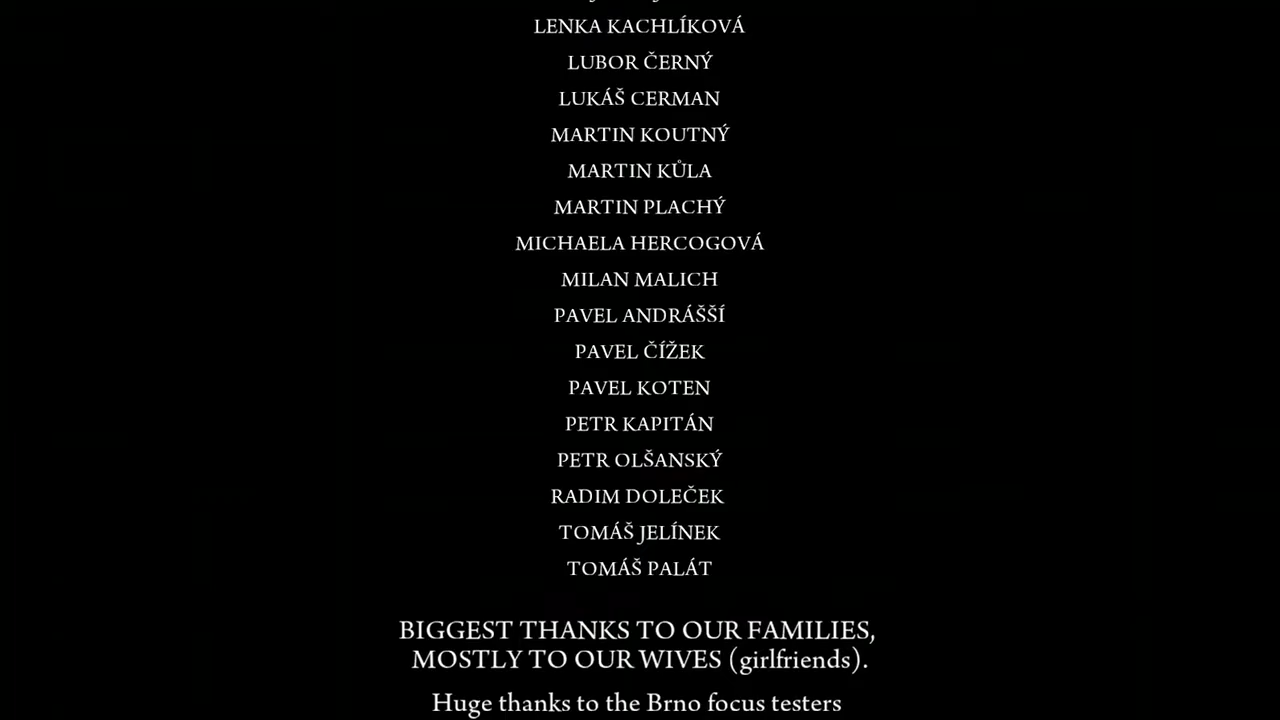 LENKA KACHLÍKOVÁ
LUBOR ČERNÝ
LUKÁŠ CERMAN
MARTIN KOUTNÝ
MARTIN KŮLA
MARTIN PLACHÝ
MICHAELA HERCOGOVÁ
MILAN MALICH
PAVEL ANDRÁŠŠÍ
PAVEL ČÍŽEK
PAVEL KOTEN
PETR KAPITÁN
PETR OLŠANSKÝ
RADIM DOLEČEK
TOMÁŠ JELÍNEK
TOMÁŠ PALÁT
BIGGEST THANKS TO OUR FAMILIES,
MOSTLY TO OUR WIVES (girlfriends).
Huge thanks to the Brno focus testers